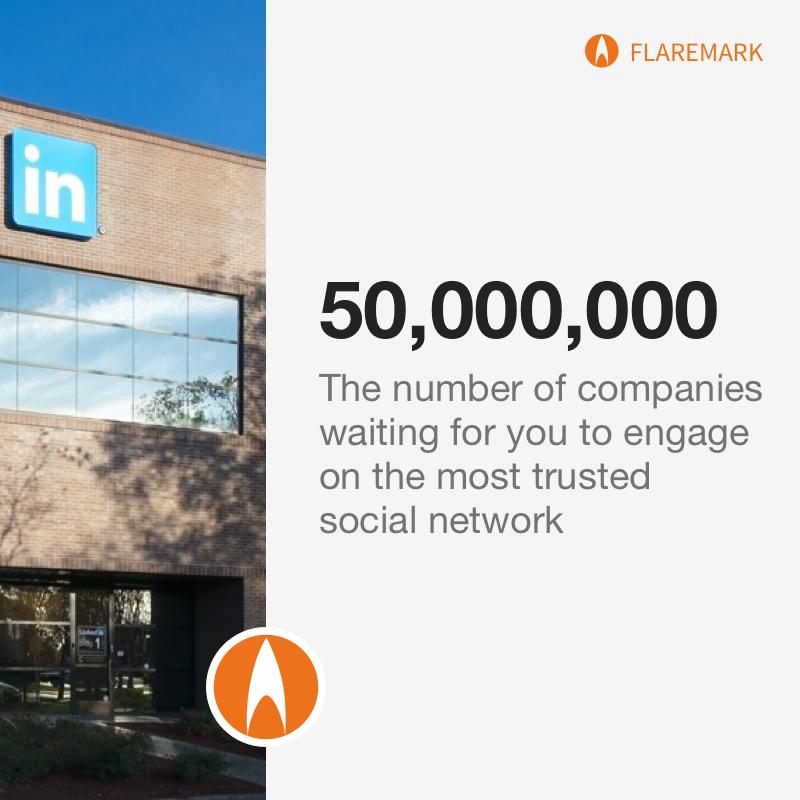 FLAREMARK
in
50,000,000
The number of companies
waiting for you to engage
on the most trusted
social network
Linked in
1